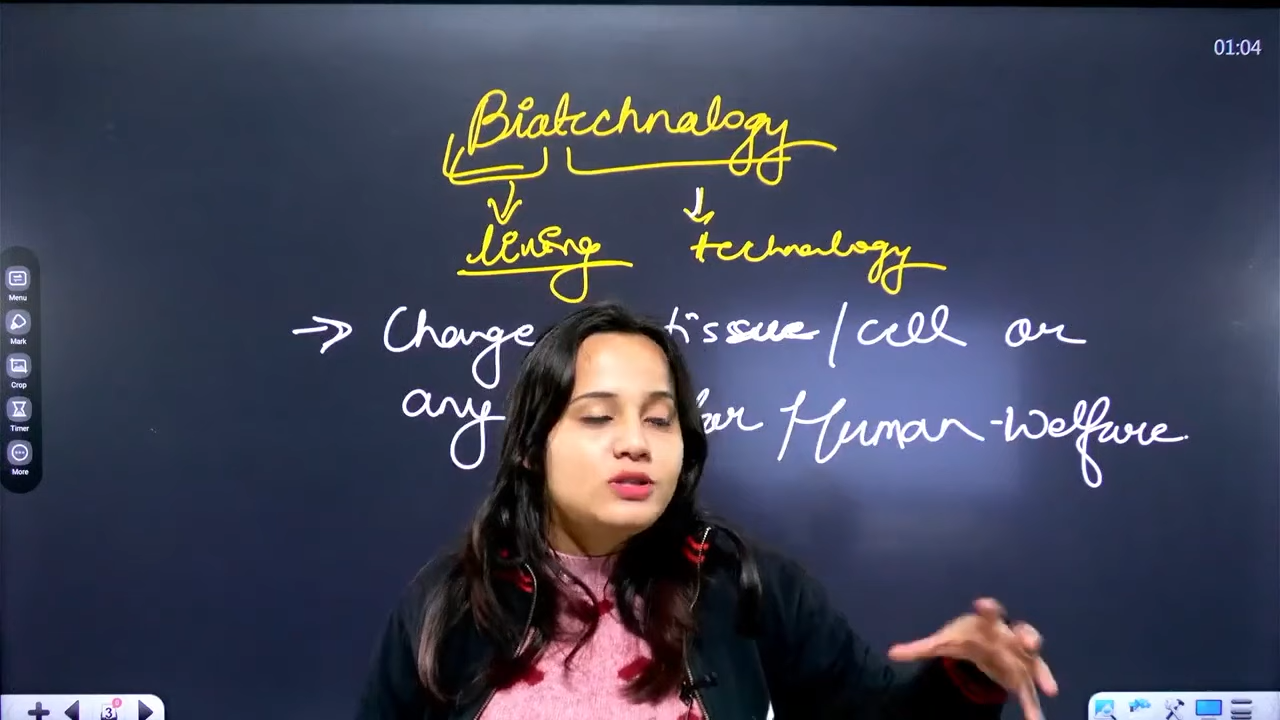 01:04
Biotechnology
living technology
Change tissue/cell or
any for Human-welfare.
Menu
Mark
Crop
Timer
More
3